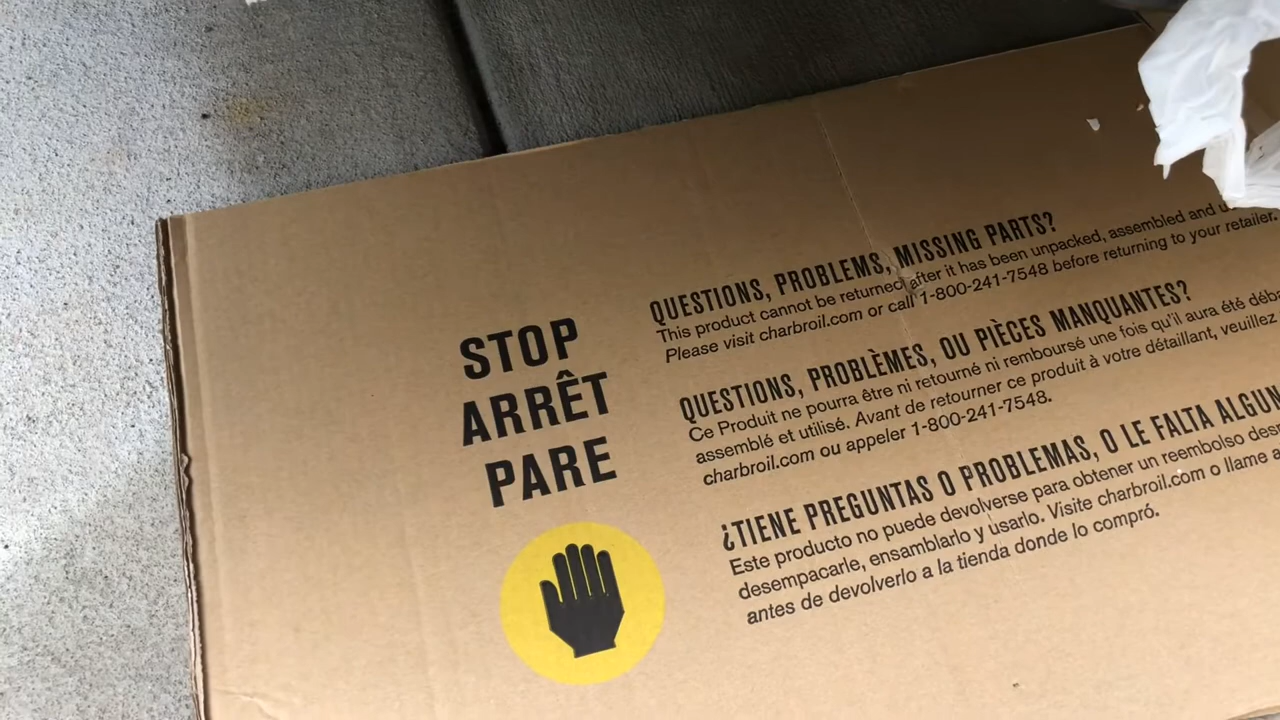 STOP
ARRÊT
PARE
QUESTIONS, PROBLEMS, MISSING PARTS?
This product cannot be returned after it has been unpacked, assembled and
Please visit charbroil.com or call 1-800-241-7548 before returning to your retailer.
QUESTIONS, PROBLÈMES, OU PIÈCES MANQUANTES?
Ce Produit ne pourra être ni retourné ni remboursé une fois qu'il aura été
assemblé et utilisé. Avant de retourner ce produit à votre détaillant, veuillez
charbroil.com ou appeler 1-800-241-7548.
¿TIENE PREGUNTAS O PROBLEMAS, O LE FALTA
Este producto no puede devolverse para obtener un reembolso
desempacarle, ensamblarlo y usarlo. Visite charbroil.com o llame
antes de devolverlo a la tienda donde lo compró.